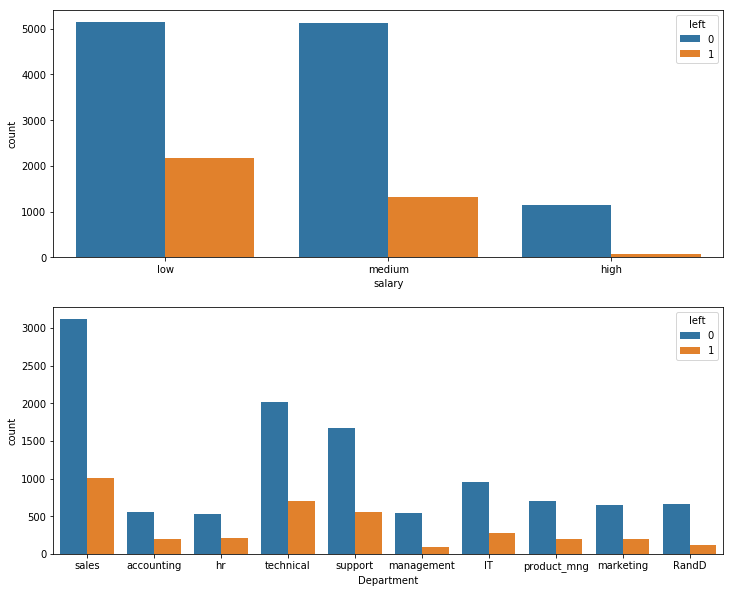 left
0
1
5000
4000
3000
2000
1000
0
count
low medium high
salary
left
0
1
3000
2500
2000
1500
1000
500
0
count
sales accounting hr technical support management IT product_mng marketing RandD
Department